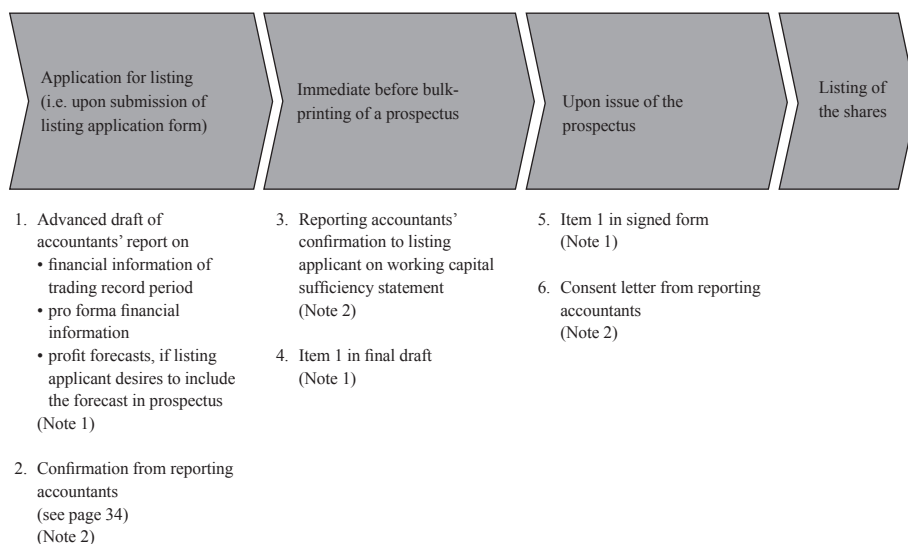 Application for listing
(i.e. upon submission of
listing application form)
Immediate before bulk-
printing of a prospectus
Upon issue of the
prospectus
Listing of
the shares
1. Advanced draft of
accountants’ report on
• financial information of
trading record period
• pro forma financial
information
• profit forecasts, if listing
applicant desires to include
the forecast in prospectus
(Note 1)
2. Confirmation from reporting
accountants
(see page 34)
(Note 2)
3. Reporting accountants’
confirmation to listing
applicant on working capital
sufficiency statement
(Note 2)
4. Item 1 in final draft
(Note 1)
5. Item 1 in signed form
(Note 1)
6. Consent letter from reporting
accountants
(Note 2)